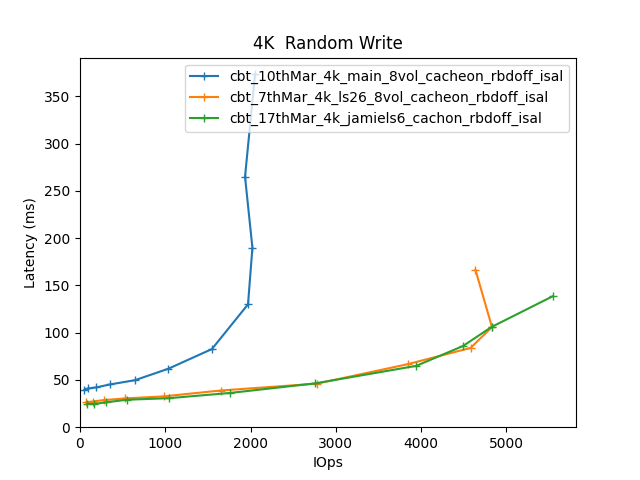 4K  Random Write
cbt_10thMar_4k_main_8vol_cacheon_rbdoff_isal
cbt_7thMar_4k_ls26_8vol_cacheon_rbdoff_isal
cbt_17thMar_4k_jamiels6_cachon_rbdoff_isal
Latency (ms)
350
300
250
200
150
100
50
0
0 1000 2000 3000 4000 5000
IOps